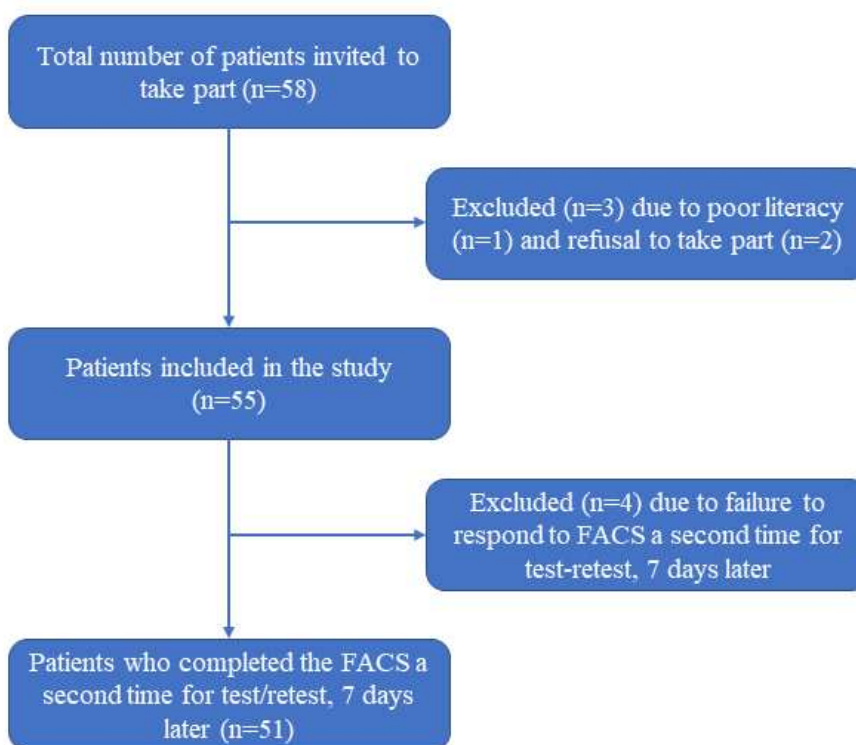 Total number of patients invited to
take part (n=58)
Excluded (n=3) due to poor literacy
(n=1) and refusal to take part (n=2)
Patients included in the study
(n=55)
Excluded (n=4) due to failure to
respond to FACS a second time for
test-retest, 7 days later
Patients who completed the FACS a
second time for test/retest, 7 days
later (n=51)